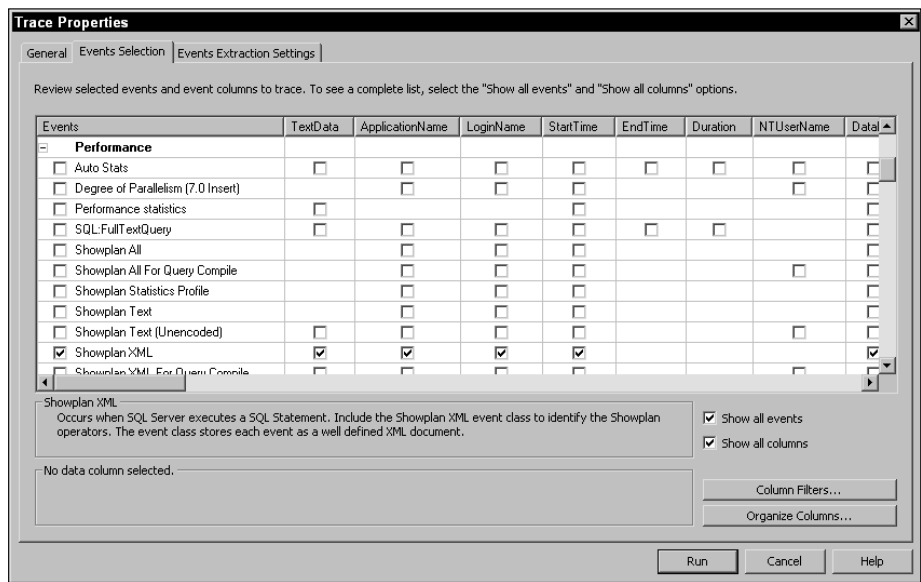 Trace Properties
General Events Selection Events Extraction Settings
Review selected events and event columns to trace. To see a complete list, select the "Show all events" and "Show all columns" options.
Events TextData ApplicationName LoginName StartTime EndTime Duration NTUserName Datal
Performance
Auto Stats
Degree of Parallelism (7.0 Insert)
Performance statistics
SQL:FullTextQuery
Showplan All
Showplan All For Query Compile
Showplan Statistics Profile
Showplan Text
Showplan Text (Unencoded)
Showplan XML
Showplan XML For Query Compile
Showplan XML
Occurs when SQL Server executes a SQL Statement. Include the Showplan XML event class to identify the Showplan
operators. The event class stores each event as a well defined XML document.
Show all events
Show all columns
No data column selected.
Column Filters...
Organize Columns...
Run Cancel Help